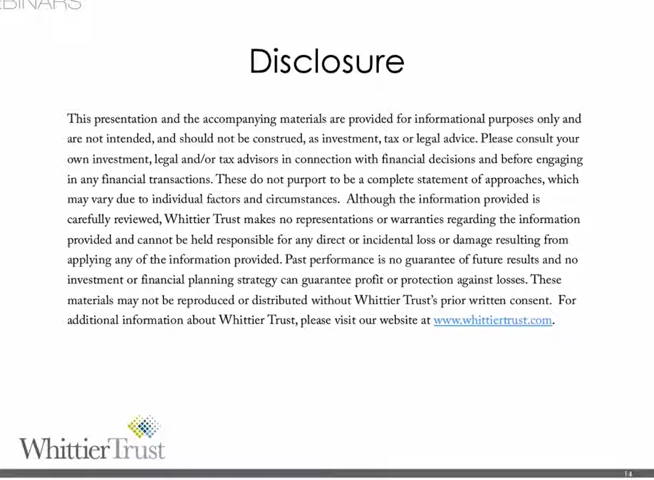 EBINARS
Disclosure
This presentation and the accompanying materials are provided for informational purposes only and
are not intended, and should not be construed, as investment, tax or legal advice. Please consult your
own investment, legal and/or tax advisors in connection with financial decisions and before engaging
in any financial transactions. These do not purport to be a complete statement of approaches, which
may vary due to individual factors and circumstances.  Although the information provided is
carefully reviewed, Whittier Trust makes no representations or warranties regarding the information
provided and cannot be held responsible for any direct or incidental loss or damage resulting from
applying any of the information provided. Past performance is no guarantee of future results and no
investment or financial planning strategy can guarantee profit or protection against losses. These
materials may not be reproduced or distributed without Whittier Trust’s prior written consent.  For
additional information about Whittier Trust, please visit our website at www.whittiertrust.com.
WhittierTrust
14